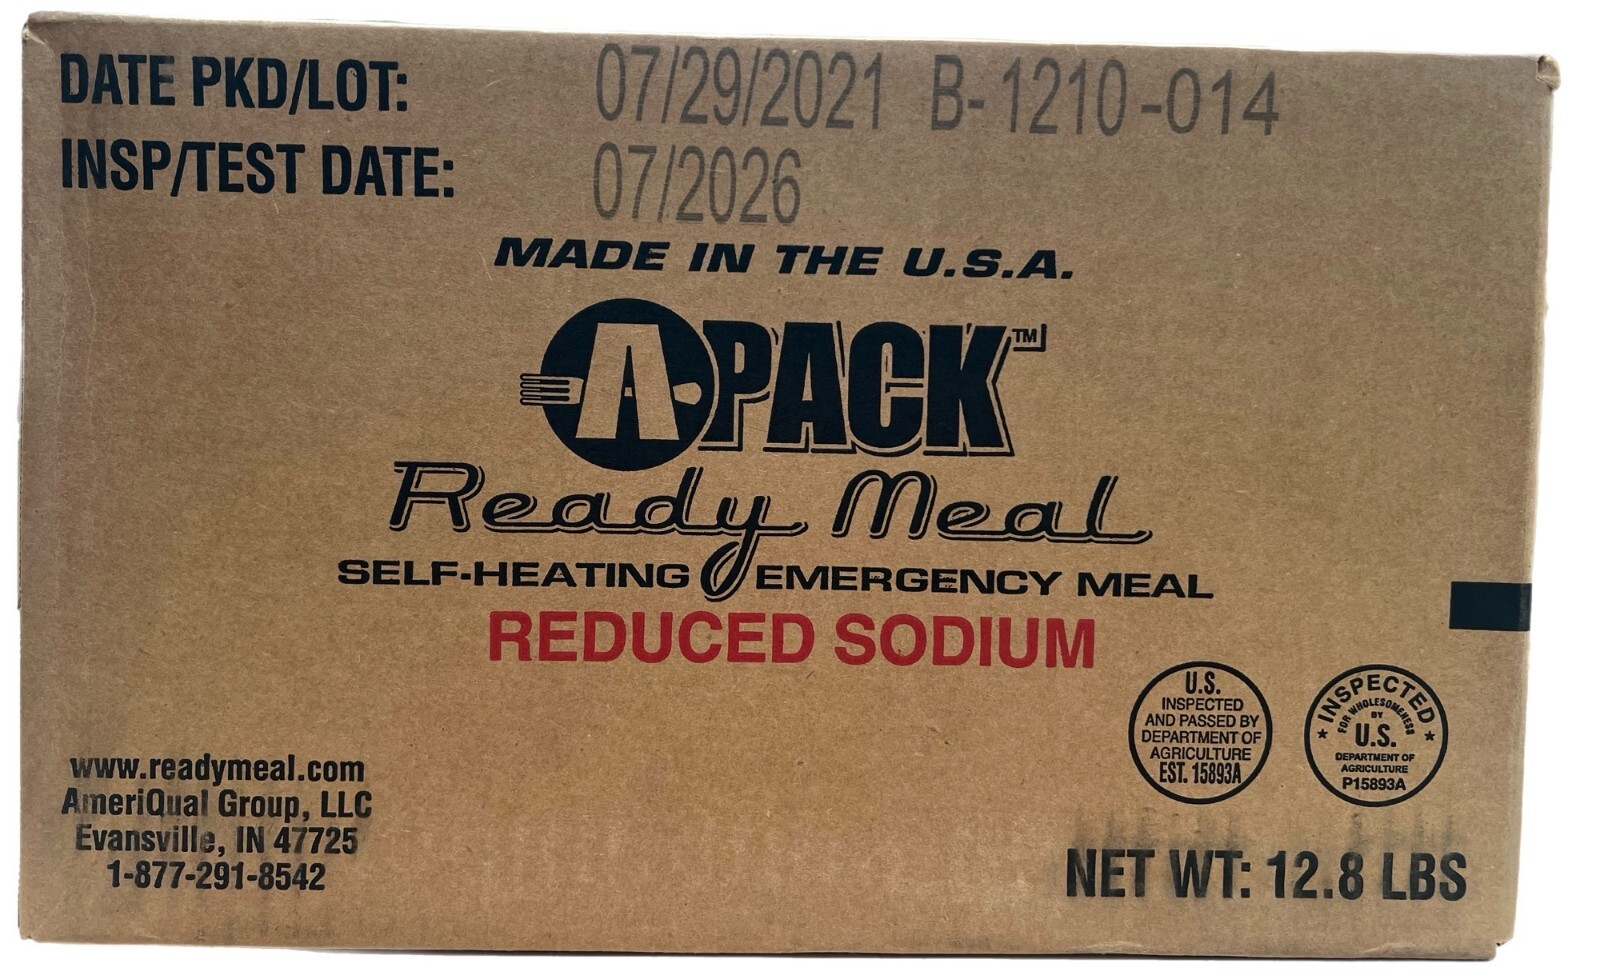 DATE PKD/LOT: 07/29/2021 B-1210-014
INSP/TEST DATE: 07/2026
MADE IN THE U.S.A.
APACK™
Ready Meal
SELF-HEATING EMERGENCY MEAL
REDUCED SODIUM
U.S.
INSPECTED
AND PASSED BY
DEPARTMENT OF
AGRICULTURE
EST. 15893A
INSPECTED
FOR WHOLESOMENESS
BY
U.S.
DEPARTMENT OF
AGRICULTURE
P15893A
www.readymeal.com
AmeriQual Group, LLC
Evansville, IN 47725
1-877-291-8542
NET WT: 12.8 LBS